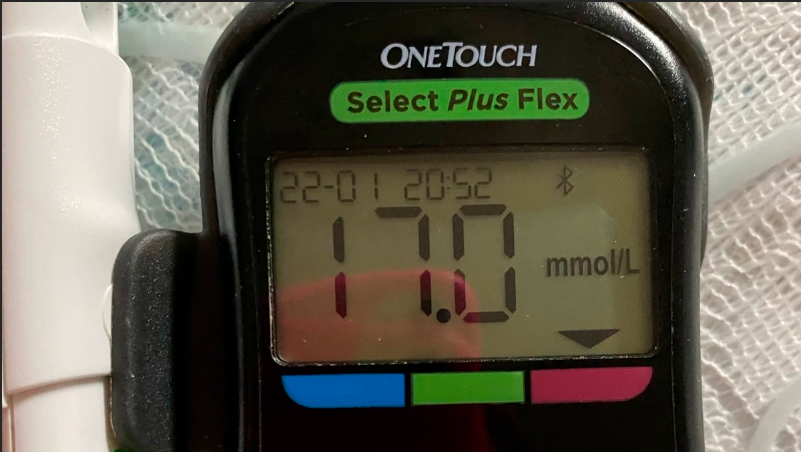 ONETOUCH
Select Plus Flex
22-01 20:52
17.0 mmol/L